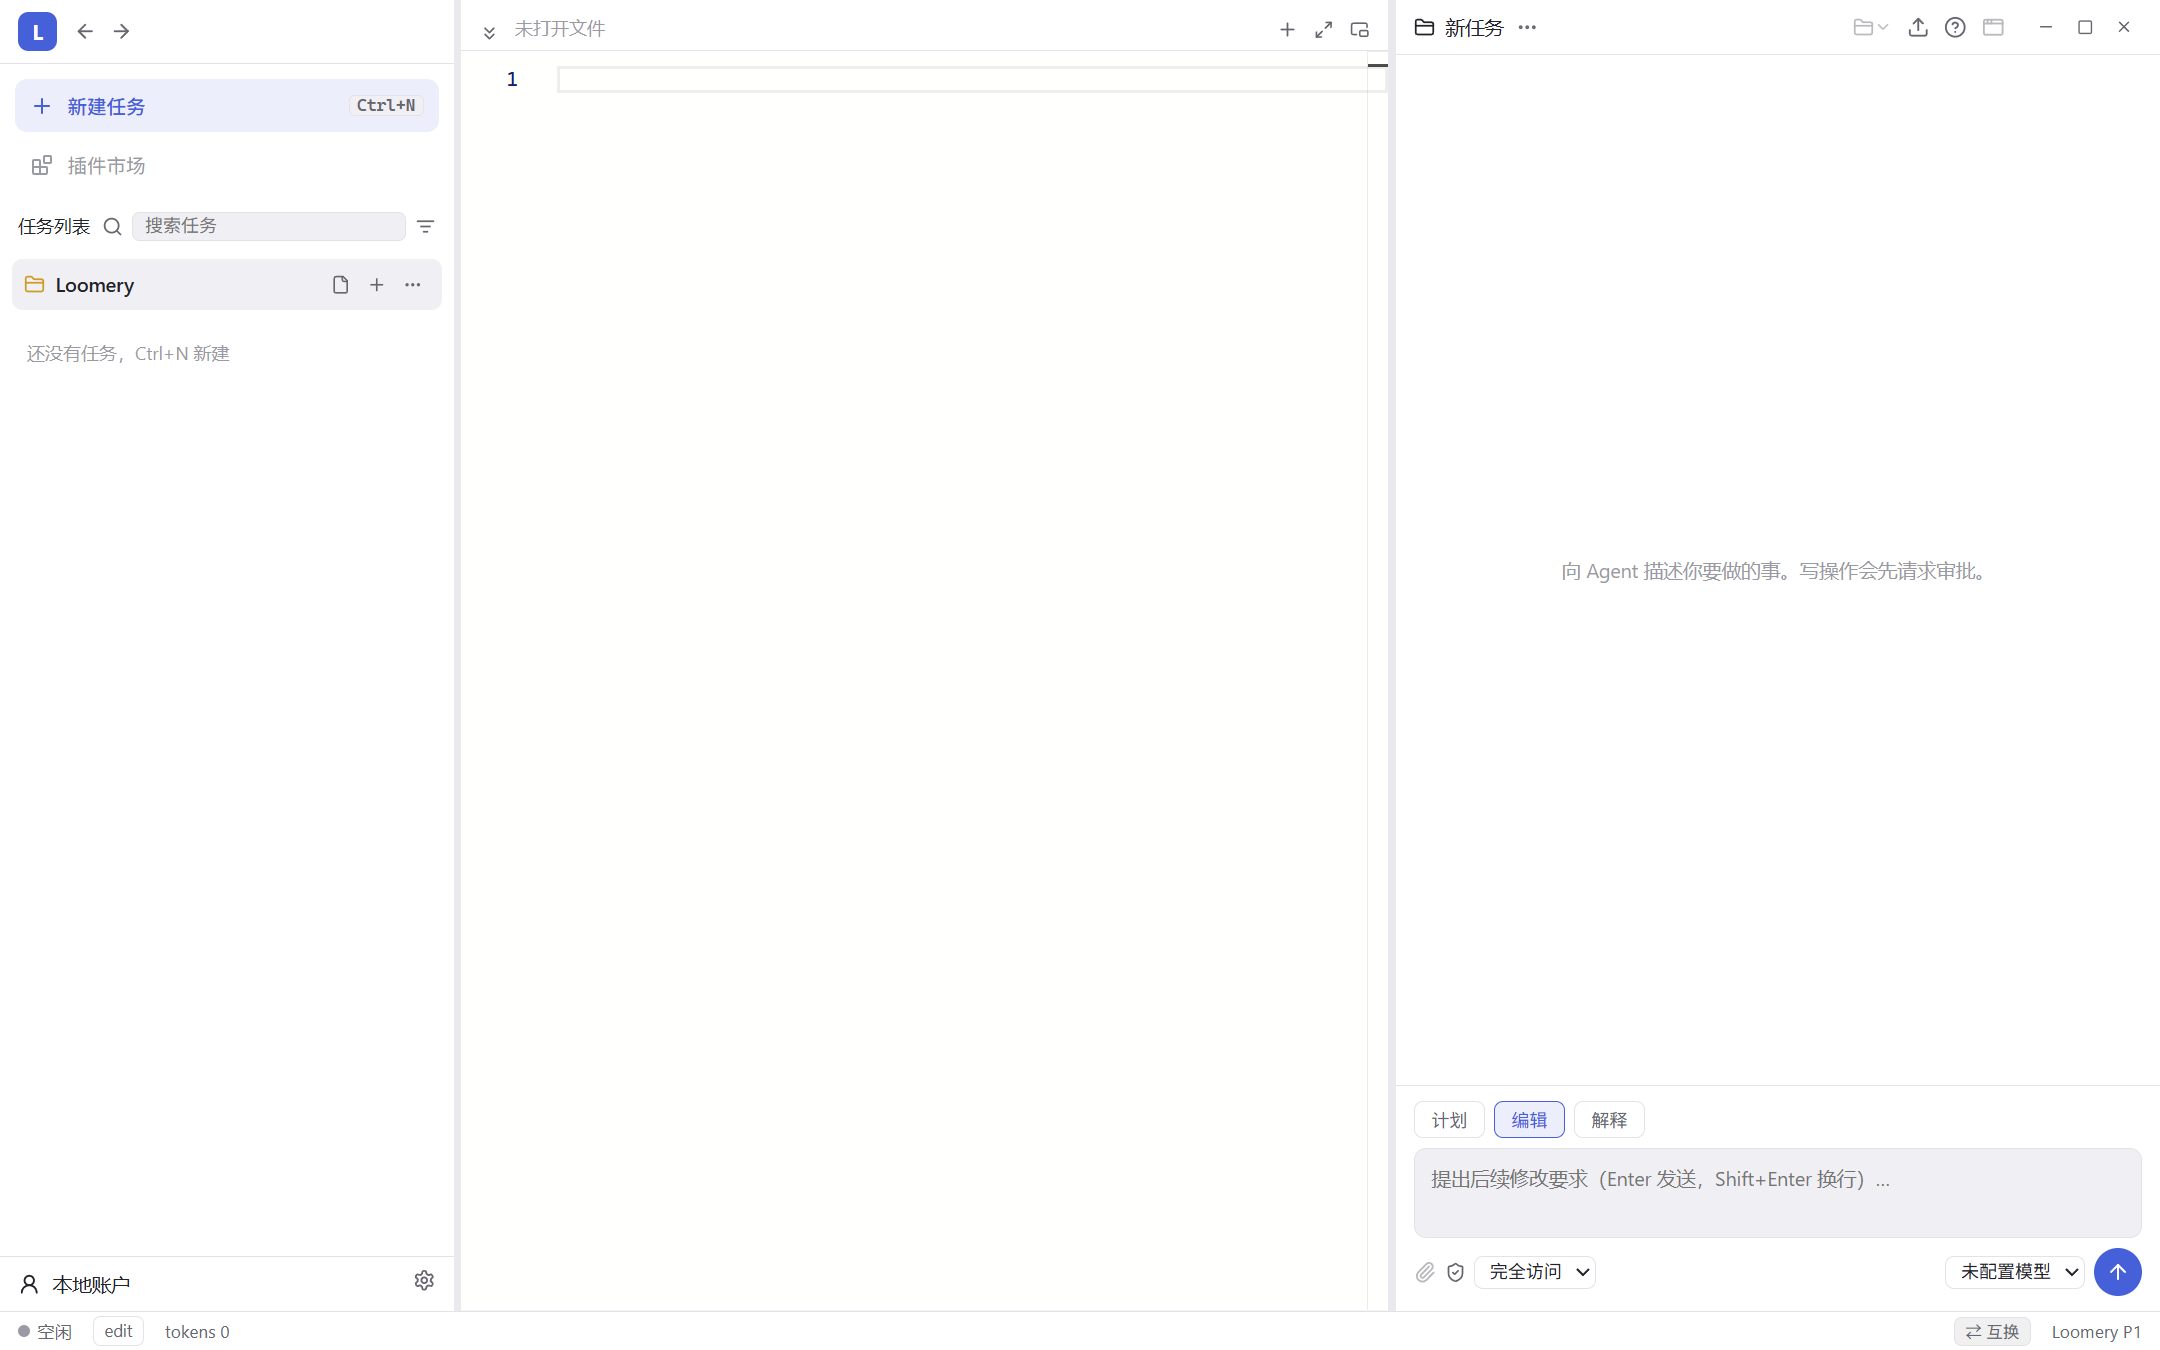 L
新建任务 Ctrl+N
插件市场
任务列表 搜索任务
Loomery
还没有任务，Ctrl+N 新建
本地账户
未打开文件
1
新任务
向 Agent 描述你要做的事。写操作会先请求审批。
计划 编辑 解释
提出后续修改要求（Enter 发送，Shift+Enter 换行）...
完全访问 未配置模型
空闲 edit tokens 0
互换 Loomery P1